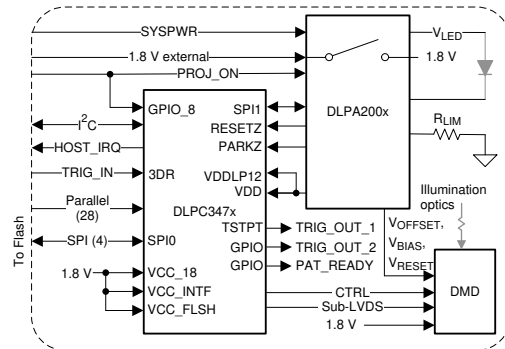 SYSPWR
1.8 V external
PROJ_ON
V_LED
1.8 V
DLPA200x
R_LIM
GPIO_8
SPI1
I²C
RESETZ
HOST_IRQ
PARKZ
TRIG_IN
3DR
VDDLP12
VDD
Illumination
optics
Parallel
(28)
DLPC347x
TSTPT
TRIG_OUT_1
V_OFFSET,
SPI (4)
SPI0
GPIO
TRIG_OUT_2
V_BIAS,
To Flash
GPIO
PAT_READY
V_RESET
1.8 V
VCC_18
VCC_INTF
VCC_FLSH
CTRL
Sub-LVDS
1.8 V
DMD